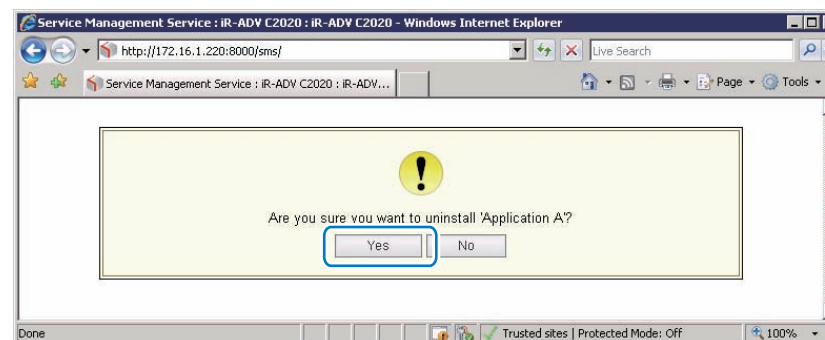 Service Management Service : iR-ADV C2020 : iR-ADV C2020 - Windows Internet Explorer
http://172.16.1.220:8000/sms/
Live Search
Service Management Service : iR-ADV C2020 : iR-ADV...
Page
Tools
Are you sure you want to uninstall 'Application A'?
Yes No
Done
Trusted sites | Protected Mode: Off
100%